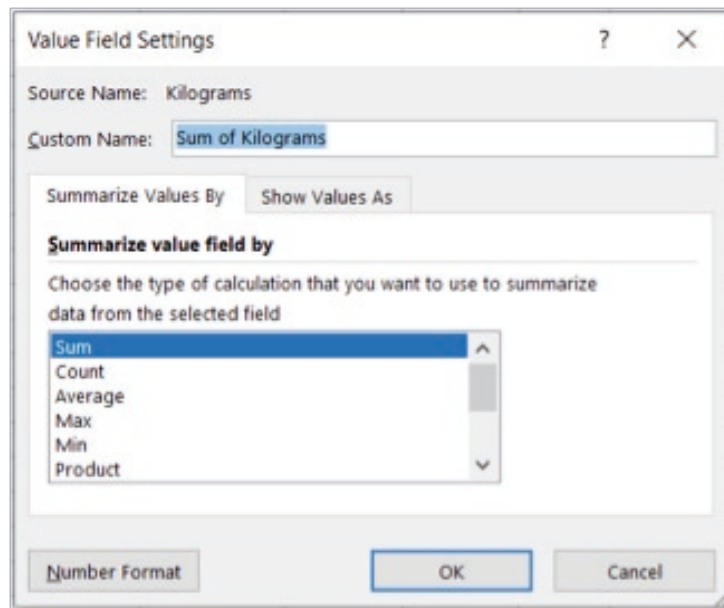 Value Field Settings ?
Source Name: Kilograms
Custom Name: Sum of Kilograms
Summarize Values By Show Values As
Summarize value field by
Choose the type of calculation that you want to use to summarize
data from the selected field
Sum
Count
Average
Max
Min
Product
Number Format OK Cancel